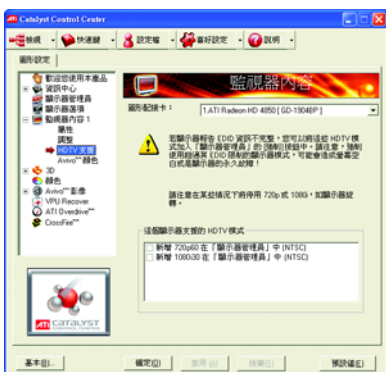 Catalyst Control Center
檢視
快速鍵
設定檔
喜好設定
說明
圖形設定
歡迎您使用本產品
資訊中心
顯示器管理員
顯示器選項
監視器內容 1
屬性
調整
HDTV 支援
Avivo™ 顏色
3D
顏色
Avivo™ 影像
VPU Recover
ATI Overdrive™
CrossFire™
監視器內容
圖形配接卡：
1.ATI Radeon HD 4850 [ GD-1904BP ]
若顯示器報告 EDID 資訊不完整，您可以將這些 HDTV 模
式加入「顯示器管理員」的 [強制]按鈕中。請注意，強制
使用超過其 EDID 限制的顯示器模式，可能會造成螢幕空
白或是顯示器的永久故障！
請注意在某些情況下將停用 720p 或 1080i，如顯示器旋
轉。
這個顯示器支援的 HDTV 模式
新增 720p60 在「顯示器管理員」中 (NTSC)
新增 1080i30 在「顯示器管理員」中 (NTSC)
ATI CATALYST
CONTROL CENTER
基本(B)...
確定(O)
套用(A)
捨棄(S)
預設值(E)